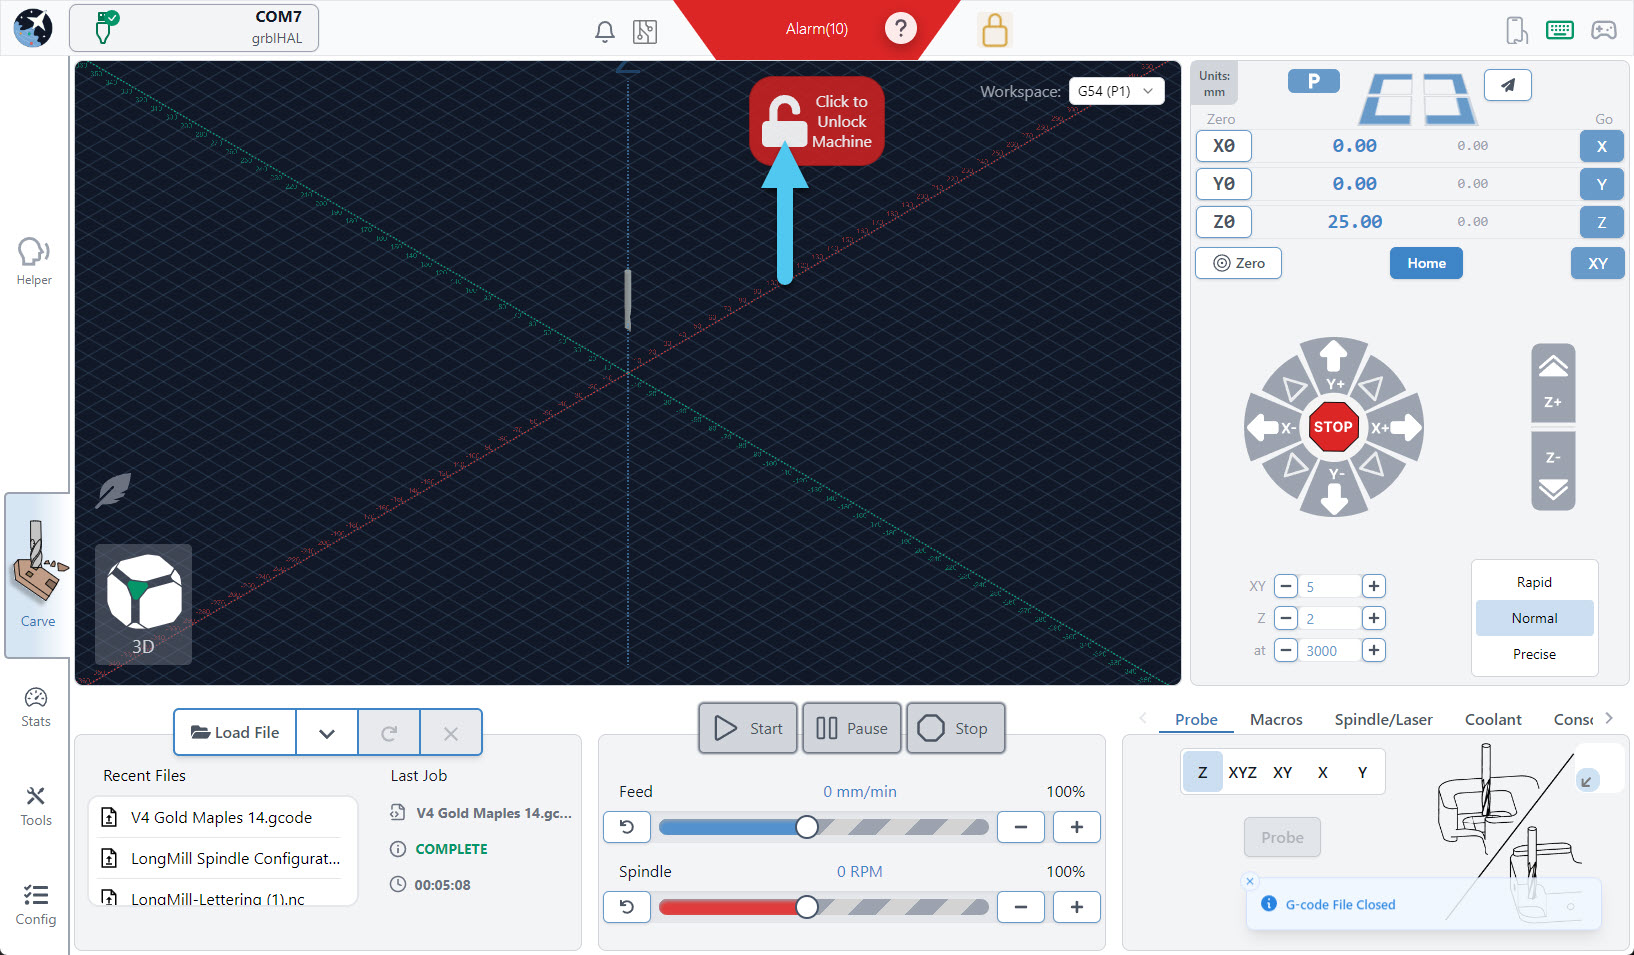 COM7
grblHAL
Alarm(10)
?
Click to
Unlock
Machine
Workspace:
G54 (P1)
Units:
mm
P
Zero
Go
X0
0.00
0.00
X
Y0
0.00
0.00
Y
Z0
25.00
0.00
Z
Zero
Home
XY
Helper
Y+
X-
STOP
X+
Y-
Z+
Z-
3D
Carve
XY
5
Z
2
at
3000
Rapid
Normal
Precise
Stats
Tools
Config
Load File
Recent Files
V4 Gold Maples 14.gcode
LongMill Spindle Configurat...
LongMill-Lettering (1).nc
Last Job
V4 Gold Maples 14.gc...
COMPLETE
00:05:08
Start
Pause
Stop
Feed
0 mm/min
100%
Spindle
0 RPM
100%
Probe
Macros
Spindle/Laser
Coolant
Consc
Z
XYZ
XY
X
Y
Probe
G-code File Closed